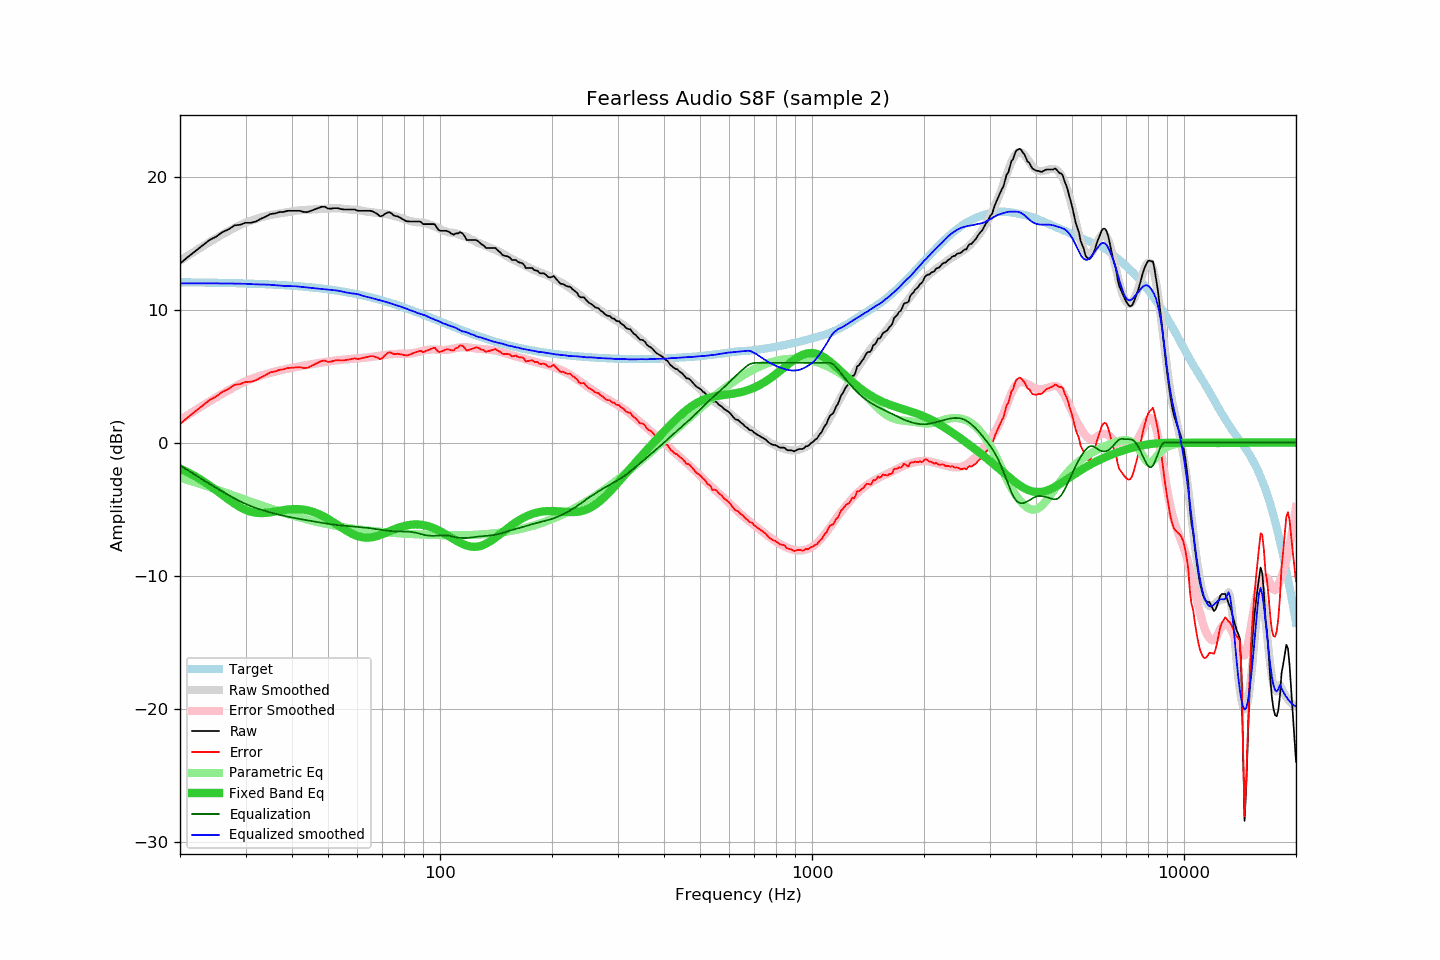 Fearless Audio S8F (sample 2)
20
10
0
−10
−20
−30
Amplitude (dBr)
Target
Raw Smoothed
Error Smoothed
Raw
Error
Parametric Eq
Fixed Band Eq
Equalization
Equalized smoothed
100
1000
10000
Frequency (Hz)